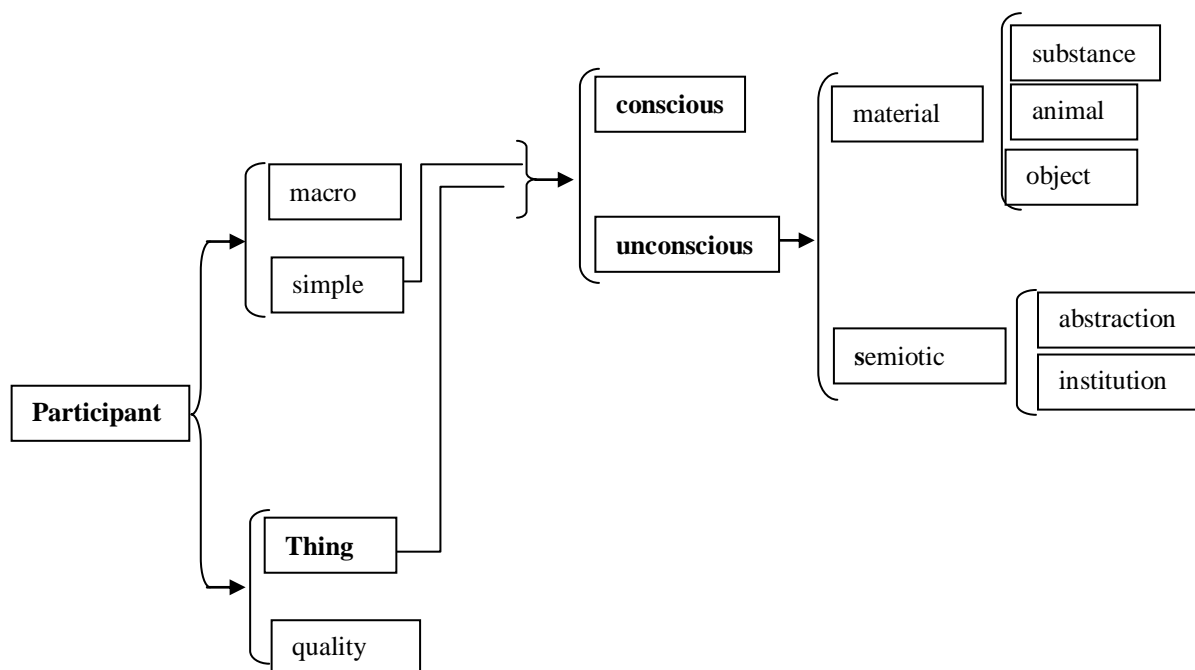 substance
conscious
material
animal
macro
object
unconscious
simple
abstraction
semiotic
institution
Participant
Thing
quality